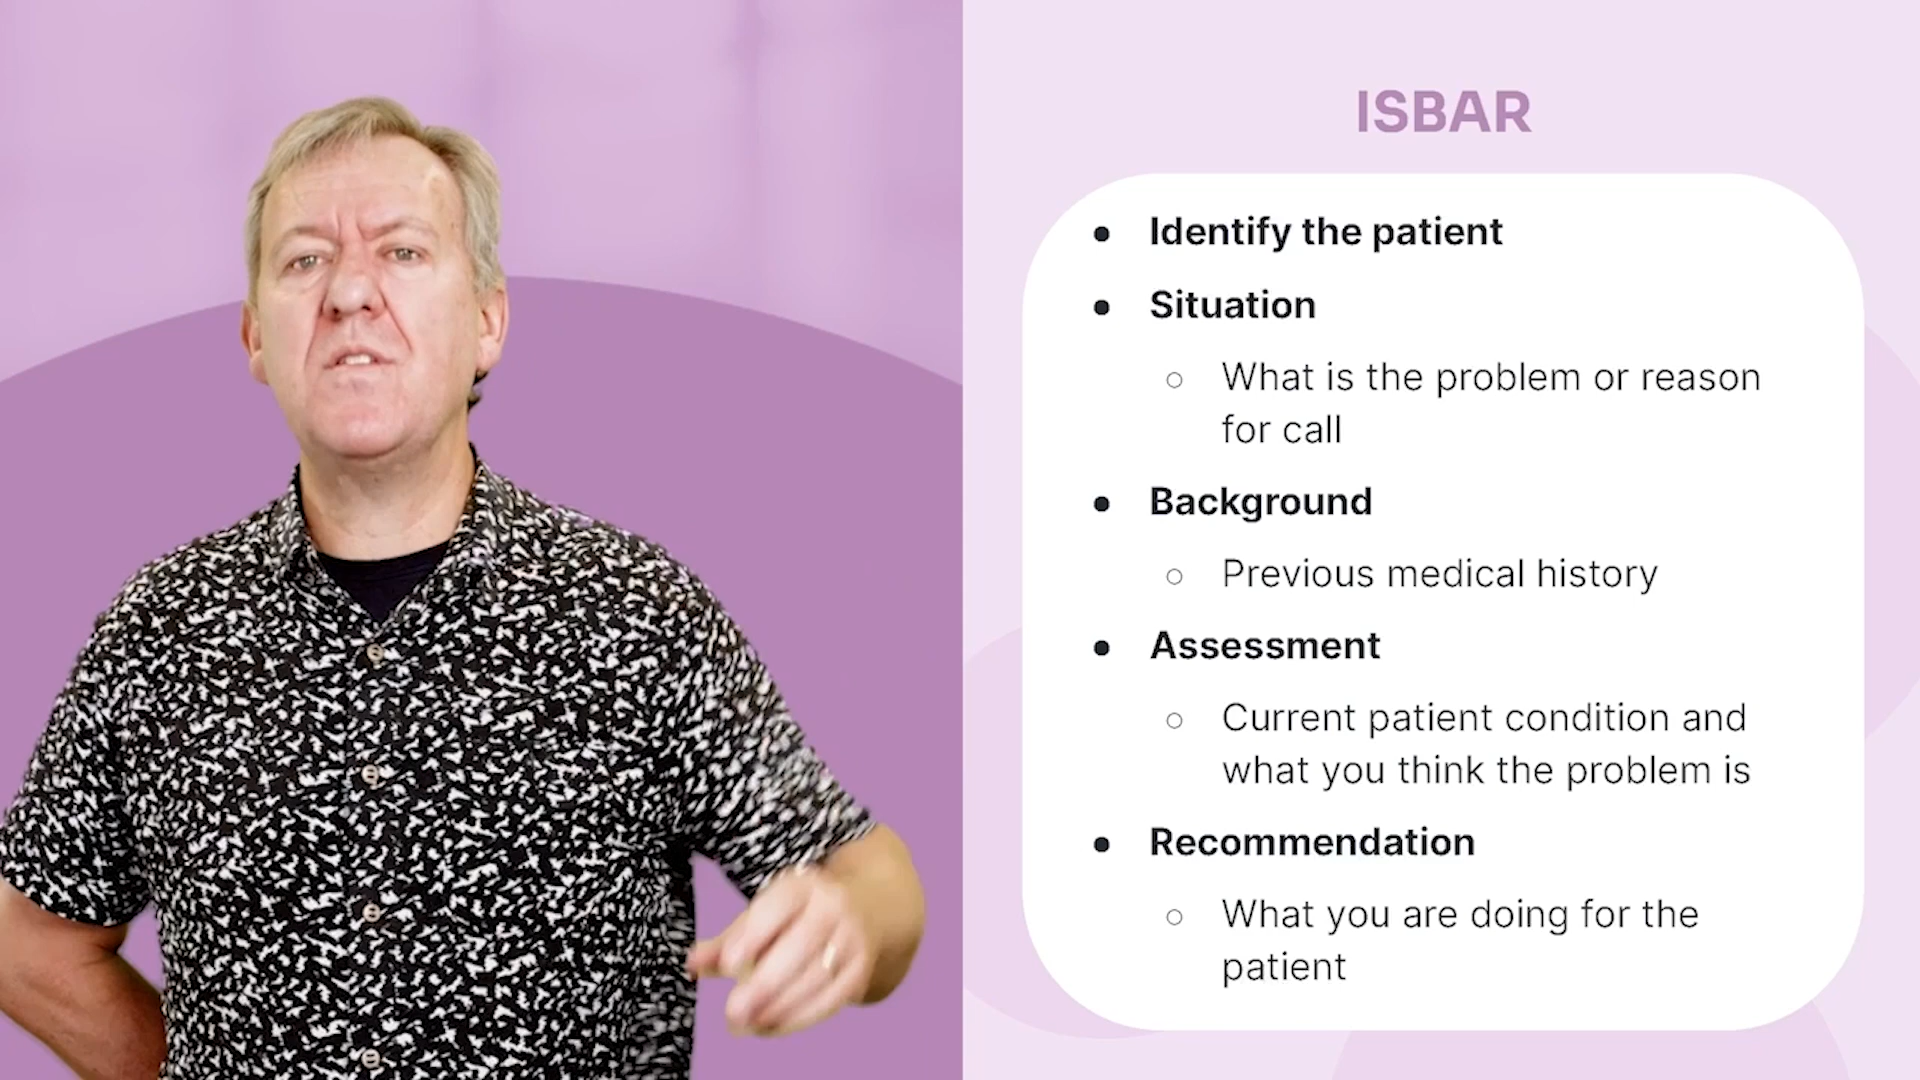 ISBAR
Identify the patient
Situation
What is the problem or reason
for call
Background
Previous medical history
Assessment
Current patient condition and
what you think the problem is
Recommendation
What you are doing for the
patient